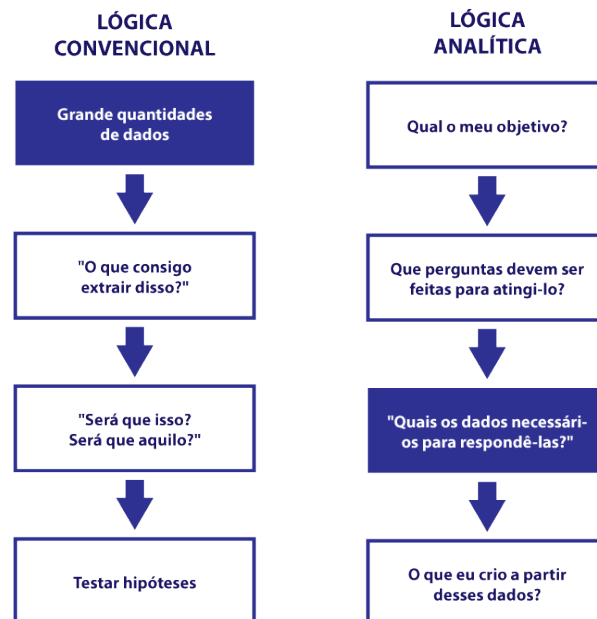 LÓGICA
CONVENCIONAL
Grande quantidades
de dados
"O que consigo
extrair disso?"
"Será que isso?
Será que aquilo?"
Testar hipóteses
LÓGICA
ANALÍTICA
Qual o meu objetivo?
Que perguntas devem ser
feitas para atingi-lo?
"Quais os dados necessári-
os para respondê-las?"
O que eu crio a partir
desses dados?